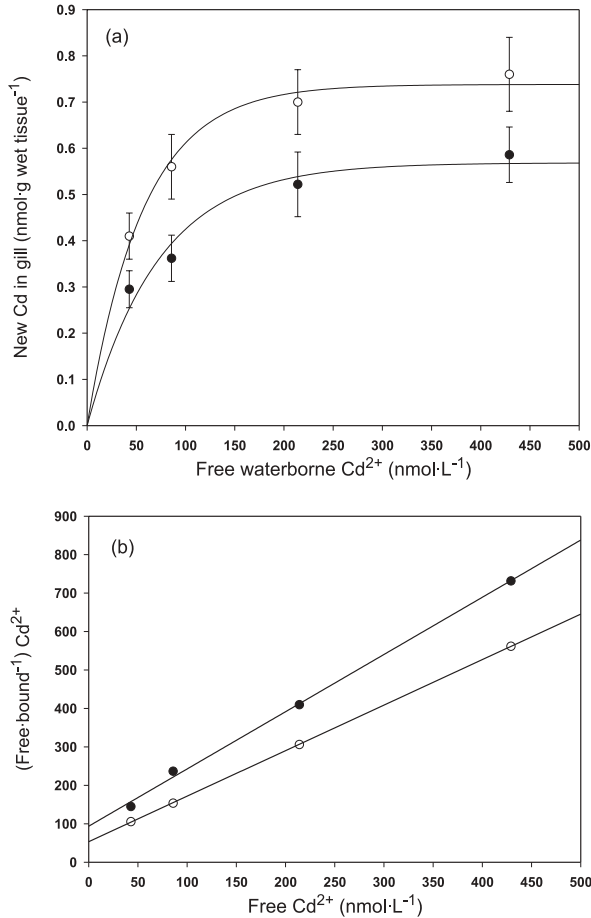 (a)
New Cd in gill (nmol·g wet tissue⁻¹)
0.9
0.8
0.7
0.6
0.5
0.4
0.3
0.2
0.1
0.0
0 50 100 150 200 250 300 350 400 450 500
Free waterborne Cd²⁺ (nmol·L⁻¹)
(b)
(Free·bound⁻¹) Cd²⁺
900
800
700
600
500
400
300
200
100
0
0 50 100 150 200 250 300 350 400 450 500
Free Cd²⁺ (nmol·L⁻¹)